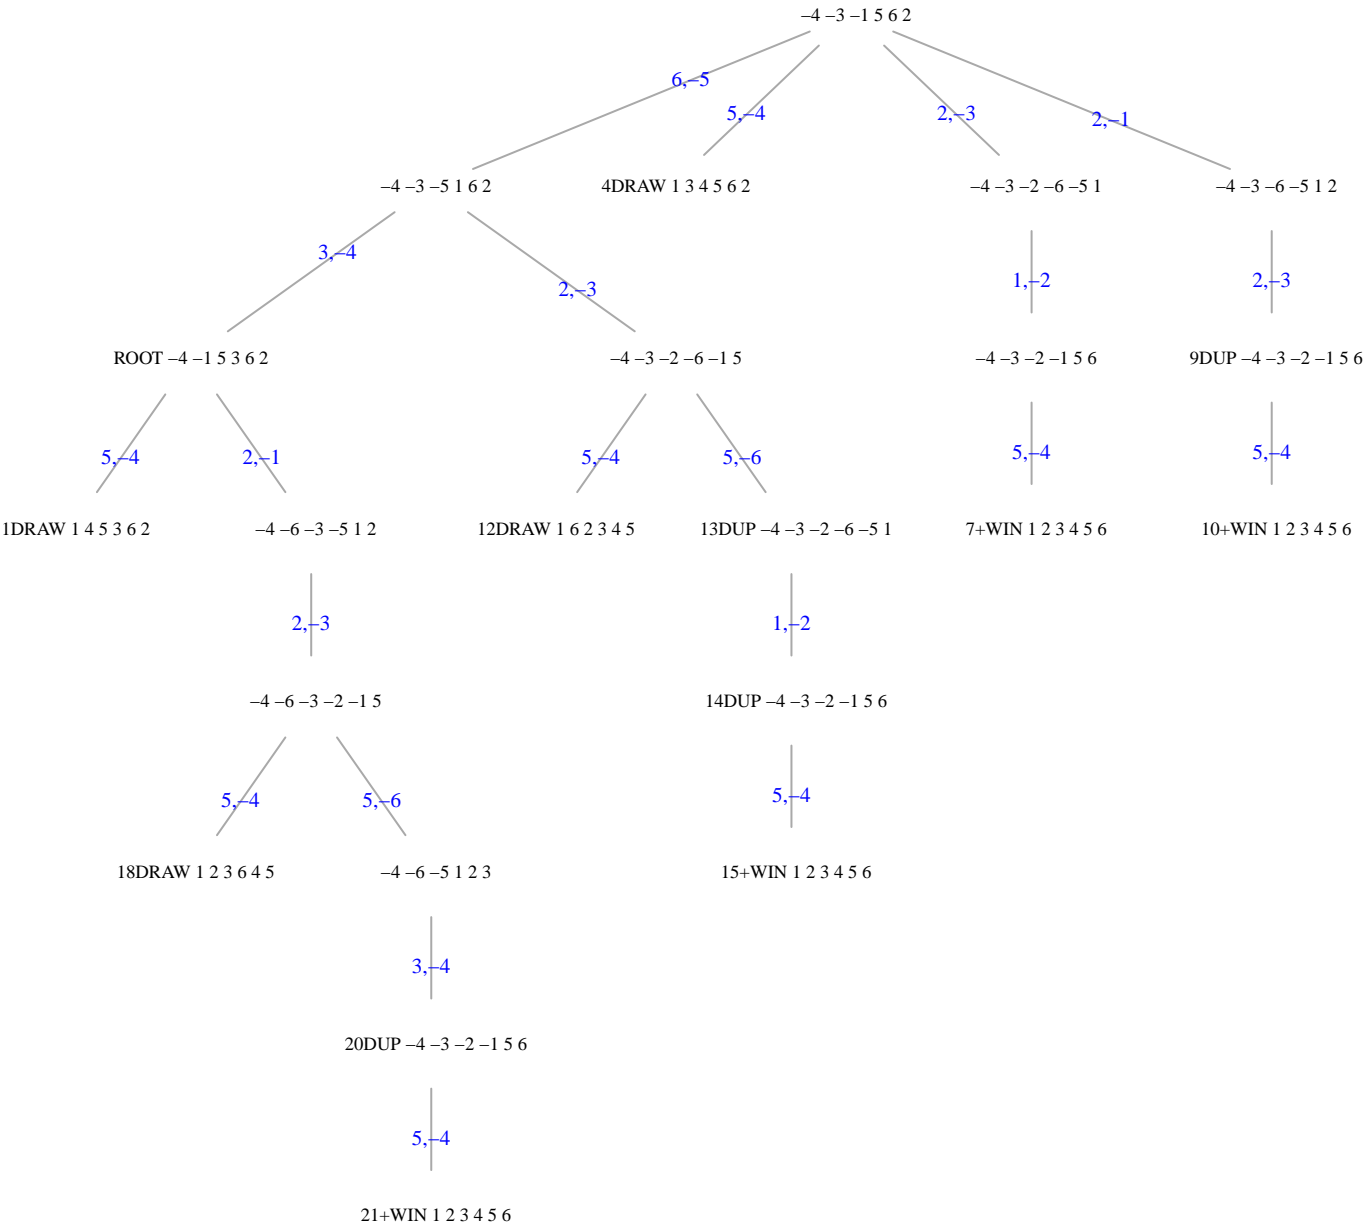 –4 –3 –1 5 6 2
6,–5
5,–4
2,–3
2,–1
–4 –3 –5 1 6 2
4DRAW 1 3 4 5 6 2
–4 –3 –2 –6 –5 1
–4 –3 –6 –5 1 2
3,–4
2,–3
1,–2
2,–3
ROOT –4 –1 5 3 6 2
–4 –3 –2 –6 –1 5
–4 –3 –2 –1 5 6
9DUP –4 –3 –2 –1 5 6
5,–4
2,–1
5,–4
5,–6
5,–4
5,–4
1DRAW 1 4 5 3 6 2
–4 –6 –3 –5 1 2
12DRAW 1 6 2 3 4 5
13DUP –4 –3 –2 –6 –5 1
7+WIN 1 2 3 4 5 6
10+WIN 1 2 3 4 5 6
2,–3
1,–2
–4 –6 –3 –2 –1 5
14DUP –4 –3 –2 –1 5 6
5,–4
5,–6
5,–4
18DRAW 1 2 3 6 4 5
–4 –6 –5 1 2 3
15+WIN 1 2 3 4 5 6
3,–4
20DUP –4 –3 –2 –1 5 6
5,–4
21+WIN 1 2 3 4 5 6